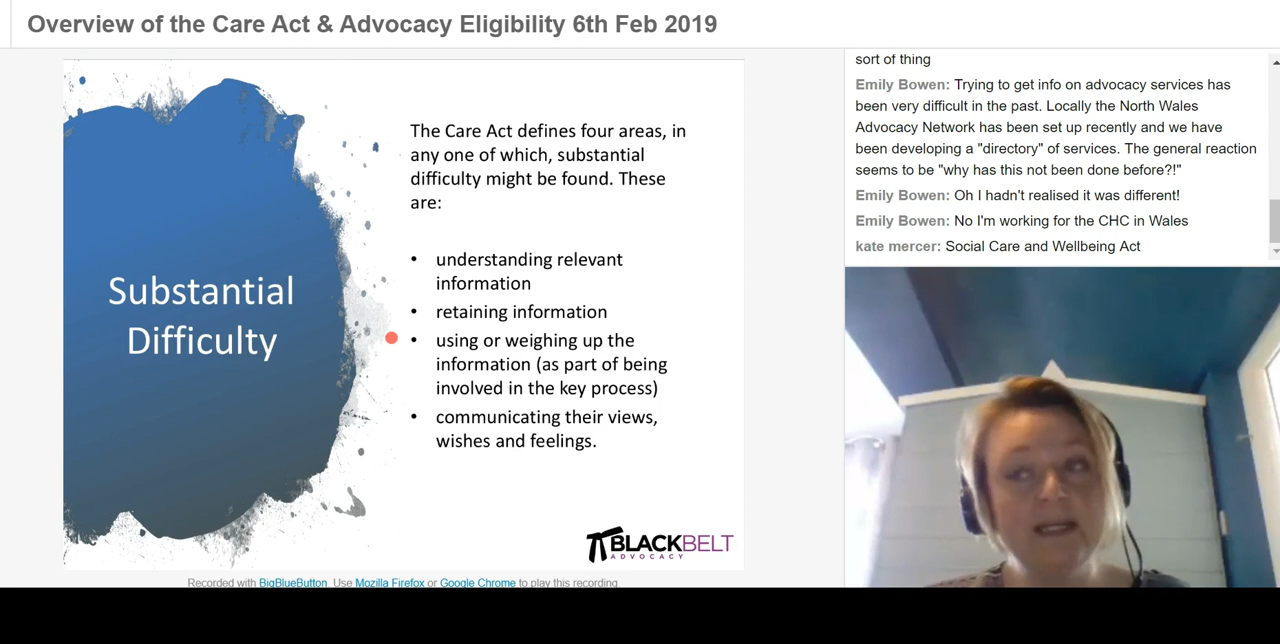 Overview of the Care Act & Advocacy Eligibility 6th Feb 2019
Substantial
Difficulty
The Care Act defines four areas, in
any one of which, substantial
difficulty might be found. These
are:
• understanding relevant
information
• retaining information
• using or weighing up the
information (as part of being
involved in the key process)
• communicating their views,
wishes and feelings.
BLACKBELT
ADVOCACY
sort of thing
Emily Bowen: Trying to get info on advocacy services has
been very difficult in the past. Locally the North Wales
Advocacy Network has been set up recently and we have
been developing a "directory" of services. The general reaction
seems to be "why has this not been done before?!"
Emily Bowen: Oh I hadn't realised it was different!
Emily Bowen: No I'm working for the CHC in Wales
kate mercer: Social Care and Wellbeing Act
Recorded with BigBlueButton. Use Mozilla Firefox or Google Chrome to play this recording.